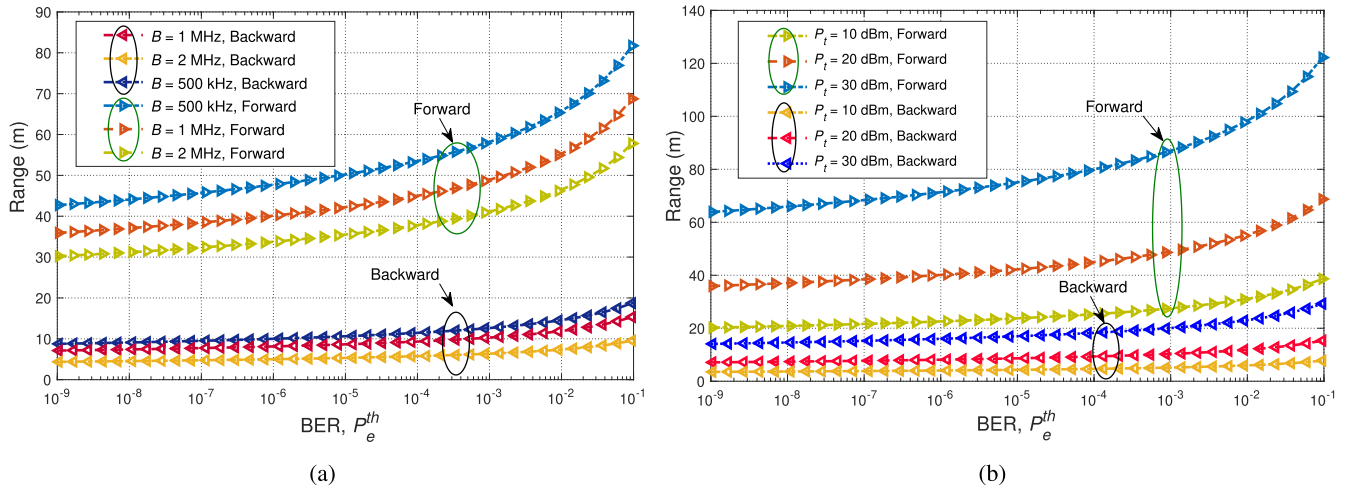 90
80
70
60
50
40
30
20
10
0
Range (m)
B = 1 MHz, Backward
B = 2 MHz, Backward
B = 500 kHz, Backward
B = 500 kHz, Forward
B = 1 MHz, Forward
B = 2 MHz, Forward
Forward
Backward
10^-9 10^-8 10^-7 10^-6 10^-5 10^-4 10^-3 10^-2 10^-1
BER, P_e^th
(a)
140
120
100
80
60
40
20
0
Range (m)
P_t = 10 dBm, Forward
P_t = 20 dBm, Forward
P_t = 30 dBm, Forward
P_t = 10 dBm, Backward
P_t = 20 dBm, Backward
P_t = 30 dBm, Backward
Forward
Backward
10^-9 10^-8 10^-7 10^-6 10^-5 10^-4 10^-3 10^-2 10^-1
BER, P_e^th
(b)